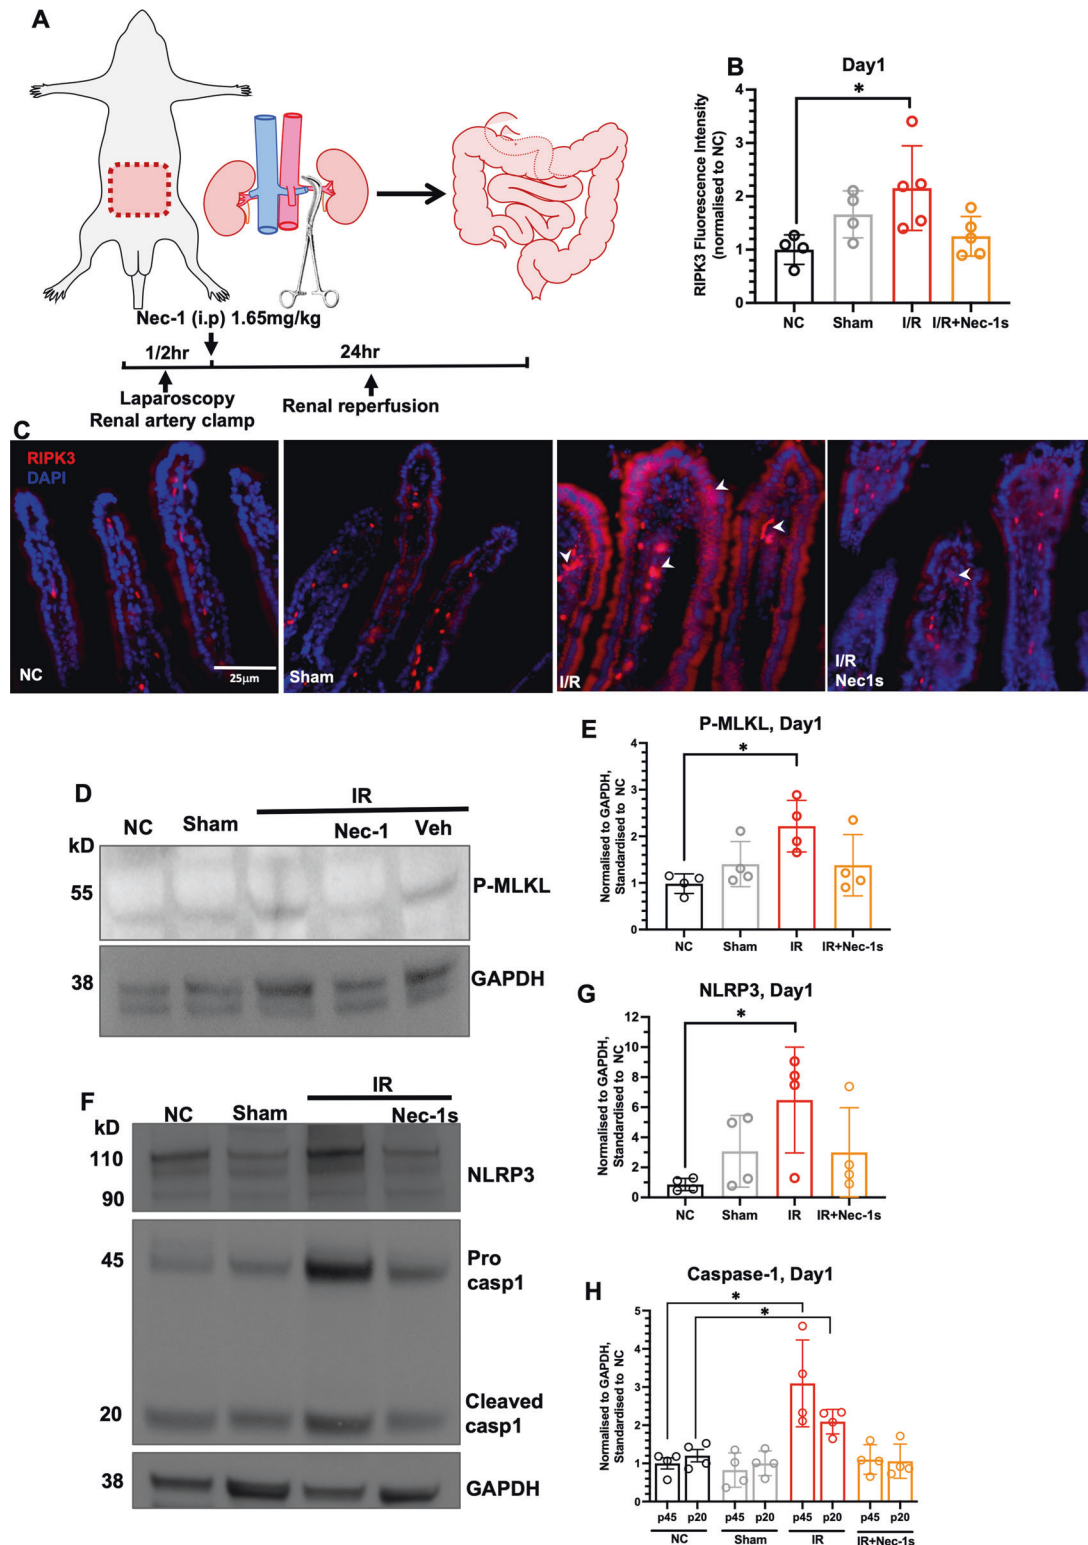 A
Nec-1 (i.p) 1.65mg/kg
1/2hr
24hr
Laparoscopy
Renal artery clamp
Renal reperfusion
B
Day1
*
RIPK3 Fluorescence Intensity
(normalised to NC)
4
3
2
1
0
NC
Sham
I/R
I/R+Nec-1s
C
RIPK3
DAPI
NC
25μm
Sham
I/R
I/R
Nec1s
D
IR
NC
Sham
Nec-1
Veh
kD
55
P-MLKL
38
GAPDH
E
P-MLKL, Day1
*
Normalised to GAPDH,
Standardised to NC
4
3
2
1
0
NC
Sham
IR
IR+Nec-1s
F
IR
NC
Sham
Nec-1s
kD
110
NLRP3
90
45
Pro
casp1
Cleaved
casp1
20
38
GAPDH
G
NLRP3, Day1
*
Normalised to GAPDH,
Standardised to NC
12
10
8
6
4
2
0
NC
Sham
IR
IR+Nec-1s
H
Caspase-1, Day1
*
*
Normalised to GAPDH,
Standardised to NC
5
4
3
2
1
0
p45 p20 p45 p20 p45 p20 p45 p20
NC
Sham
IR
IR+Nec-1s